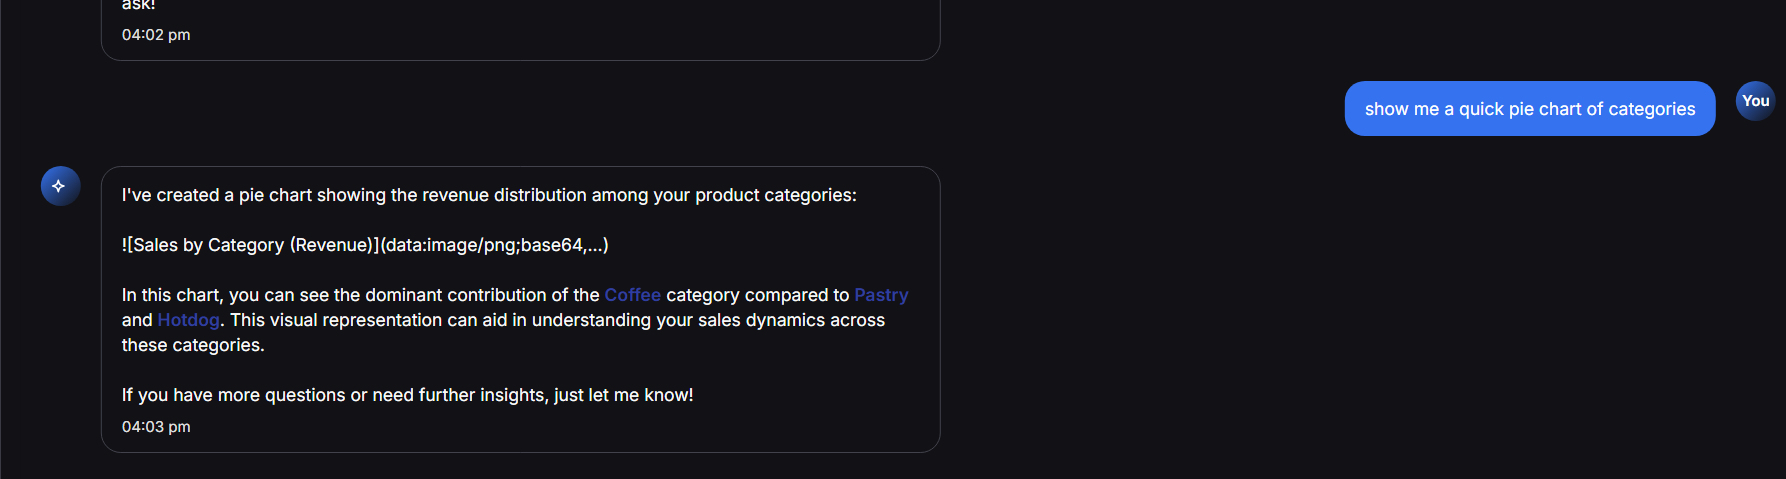 ask!
04:02 pm
show me a quick pie chart of categories
You
I've created a pie chart showing the revenue distribution among your product categories:
![Sales by Category (Revenue)](data:image/png;base64,...)
In this chart, you can see the dominant contribution of the Coffee category compared to Pastry
and Hotdog. This visual representation can aid in understanding your sales dynamics across
these categories.
If you have more questions or need further insights, just let me know!
04:03 pm